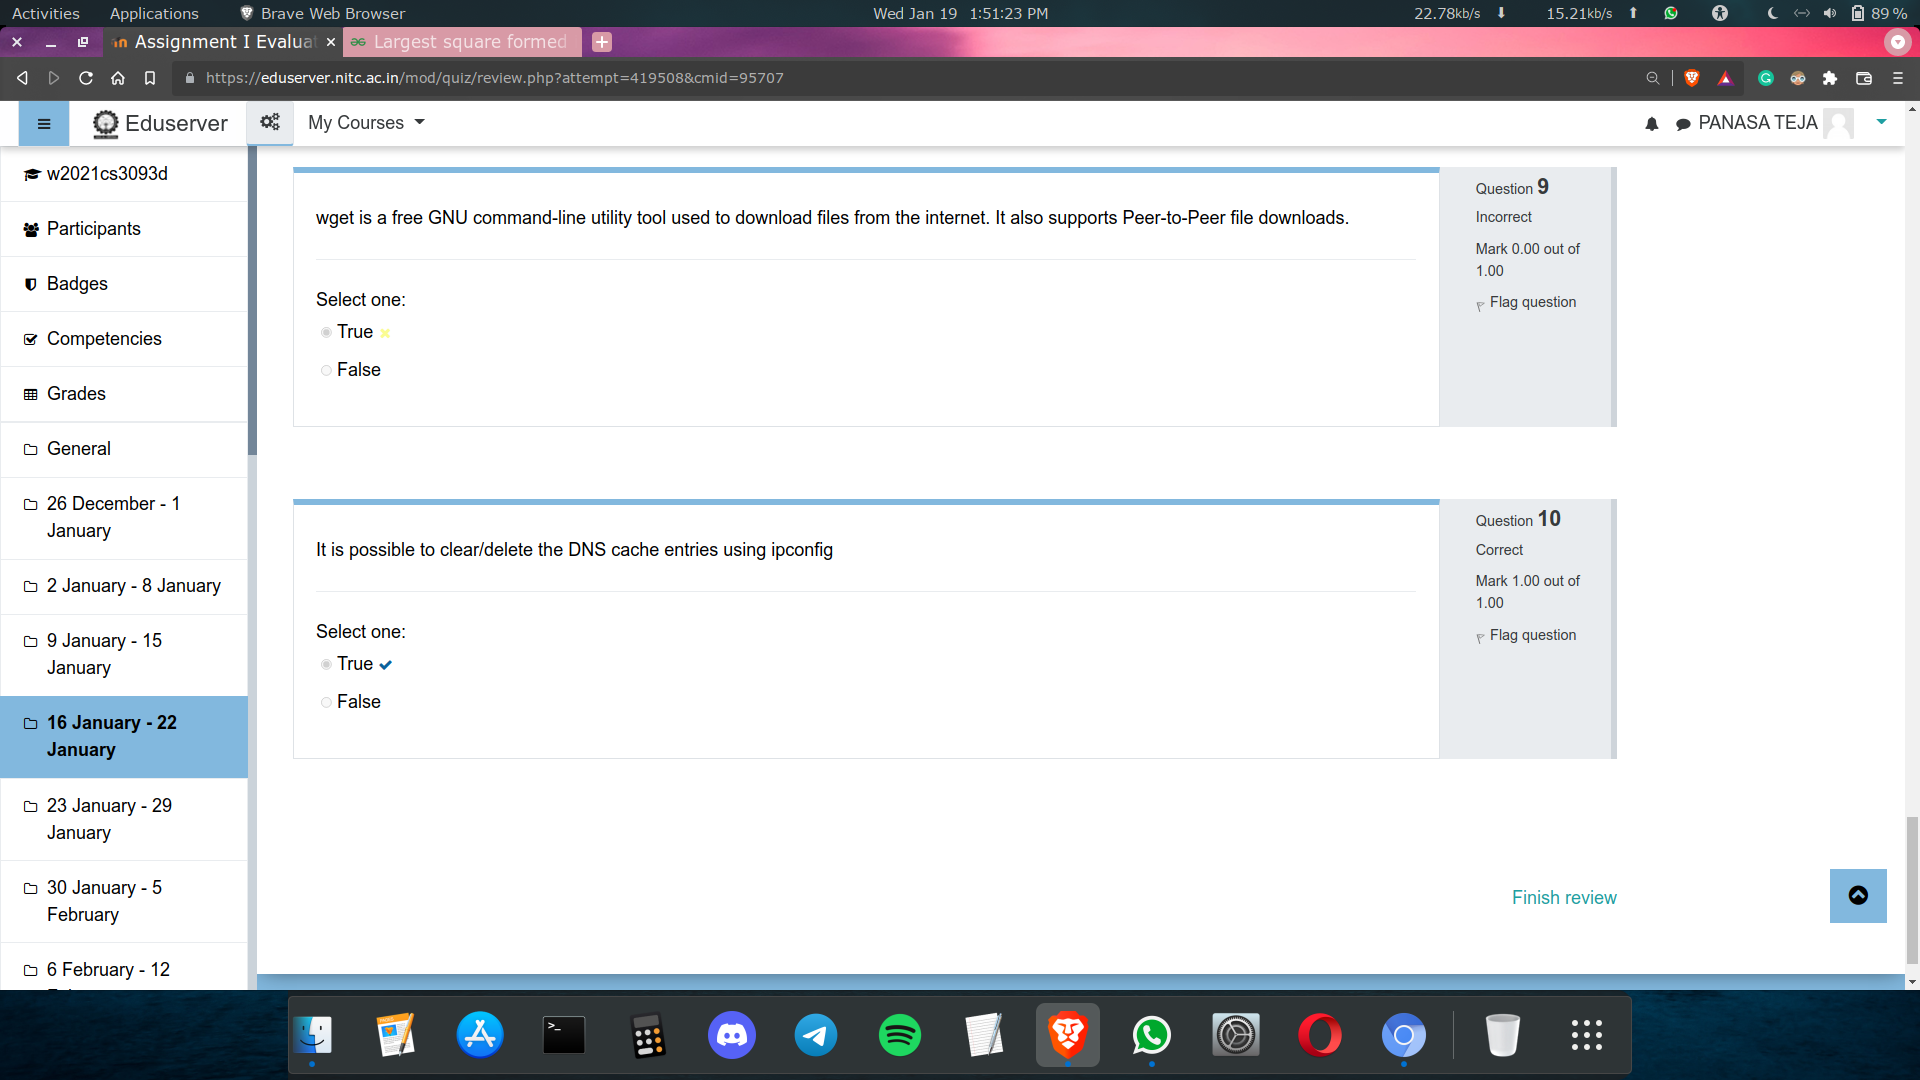 Activities Applications Brave Web Browser Wed Jan 19 1:51:23 PM 22.78kb/s 15.21kb/s 89 %
Assignment I Evalua Largest square formed
https://eduserver.nitc.ac.in/mod/quiz/review.php?attempt=419508&cmid=95707
Eduserver My Courses PANASA TEJA
w2021cs3093d
Participants
Badges
Competencies
Grades
General
26 December - 1
January
2 January - 8 January
9 January - 15
January
16 January - 22
January
23 January - 29
January
30 January - 5
February
6 February - 12
wget is a free GNU command-line utility tool used to download files from the internet. It also supports Peer-to-Peer file downloads.
Select one:
True
False
Question 9
Incorrect
Mark 0.00 out of
1.00
Flag question
It is possible to clear/delete the DNS cache entries using ipconfig
Select one:
True
False
Question 10
Correct
Mark 1.00 out of
1.00
Flag question
Finish review